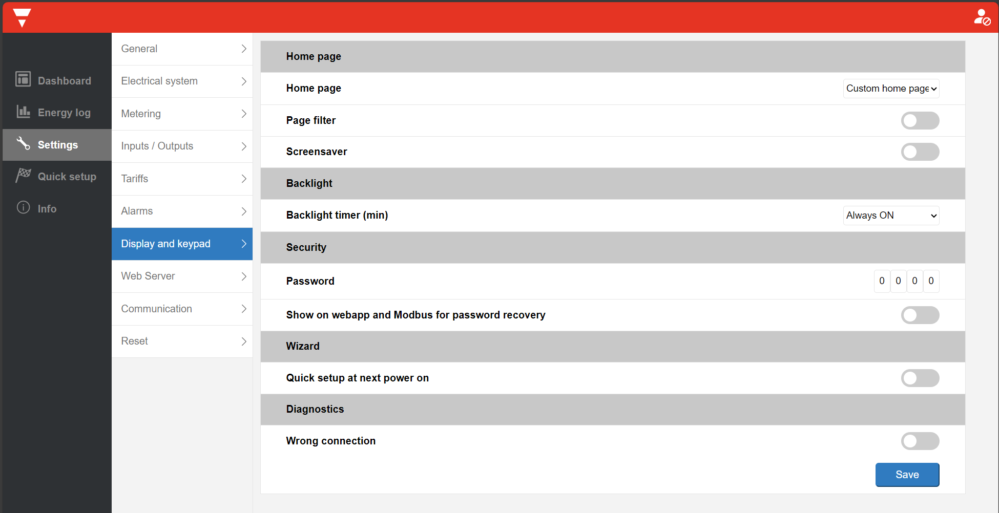 Dashboard
Energy log
Settings
Quick setup
Info
General
Electrical system
Metering
Inputs / Outputs
Tariffs
Alarms
Display and keypad
Web Server
Communication
Reset
Home page
Home page Custom home page
Page filter
Screensaver
Backlight
Backlight timer (min) Always ON
Security
Password 0 0 0 0
Show on webapp and Modbus for password recovery
Wizard
Quick setup at next power on
Diagnostics
Wrong connection
Save